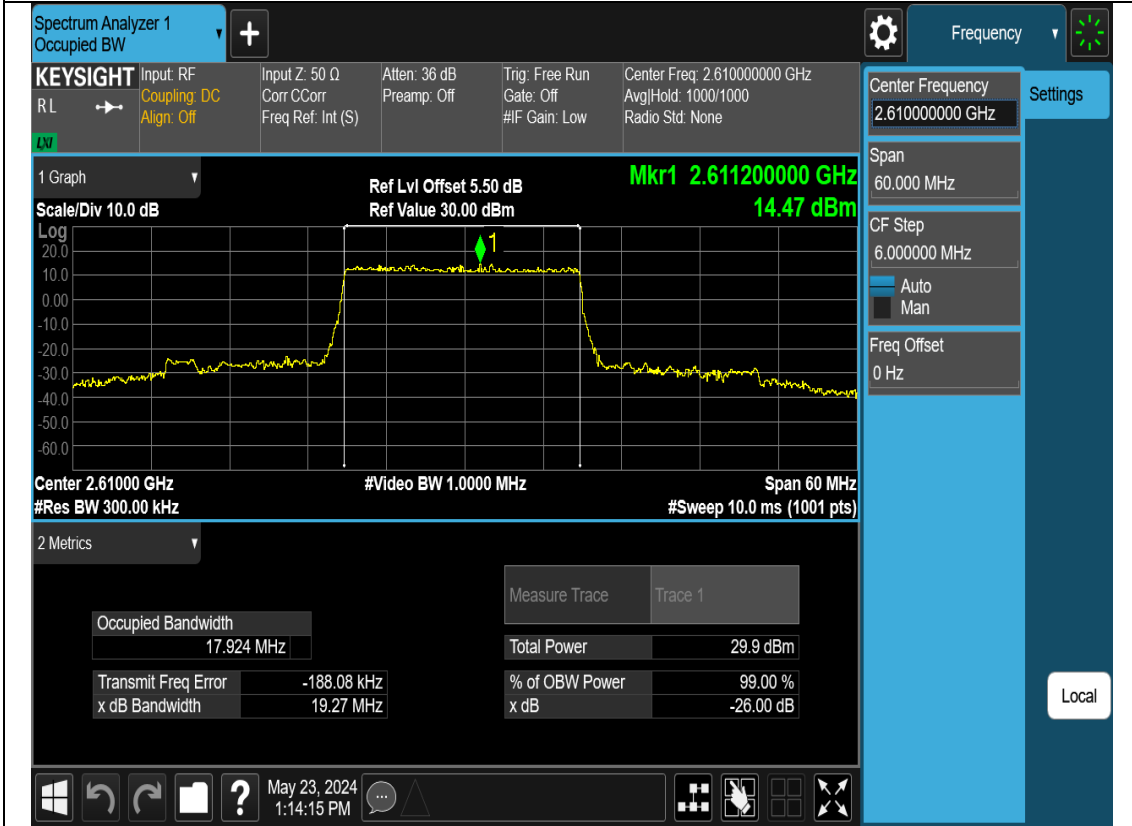 Spectrum Analyzer 1
Occupied BW
+
Frequency
KEYSIGHT
R L
LXI
Input: RF
Coupling: DC
Align: Off
Input Z: 50 Ω
Corr CCorr
Freq Ref: Int (S)
Atten: 36 dB
Preamp: Off
Trig: Free Run
Gate: Off
#IF Gain: Low
Center Freq: 2.610000000 GHz
Avg|Hold: 1000/1000
Radio Std: None
Center Frequency
2.610000000 GHz
Settings
Span
60.000 MHz
CF Step
6.000000 MHz
Auto
Man
Freq Offset
0 Hz
Local
1 Graph
Scale/Div 10.0 dB
Ref Lvl Offset 5.50 dB
Ref Value 30.00 dBm
Mkr1 2.611200000 GHz
14.47 dBm
Log
20.0
10.0
0.00
-10.0
-20.0
-30.0
-40.0
-50.0
-60.0
1
Center 2.61000 GHz
#Res BW 300.00 kHz
#Video BW 1.0000 MHz
Span 60 MHz
#Sweep 10.0 ms (1001 pts)
2 Metrics
Measure Trace Trace 1
Occupied Bandwidth
17.924 MHz
Total Power 29.9 dBm
Transmit Freq Error -188.08 kHz
% of OBW Power 99.00 %
x dB Bandwidth 19.27 MHz
x dB -26.00 dB
?
May 23, 2024
1:14:15 PM